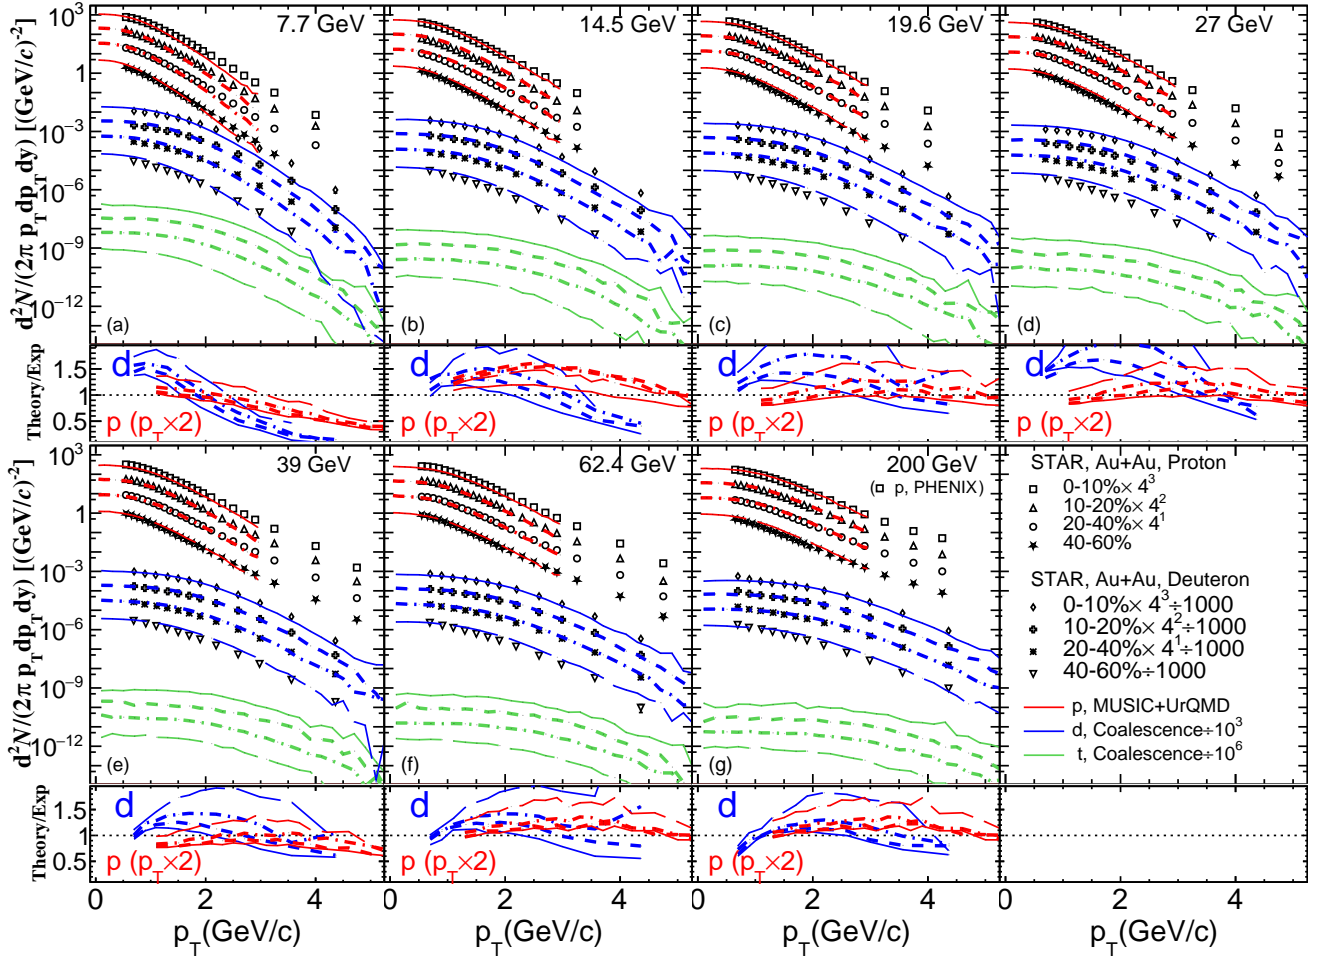 7.7 GeV
14.5 GeV
19.6 GeV
27 GeV
d²N/(2π p_T dp_T dy) [(GeV/c)⁻²]
10³
1
10⁻³
10⁻⁶
10⁻⁹
10⁻¹²
(a)
(b)
(c)
(d)
Theory/Exp
1.5
1
0.5
d
p (p_T×2)
d
p (p_T×2)
d
p (p_T×2)
d
p (p_T×2)
39 GeV
62.4 GeV
200 GeV
(p, PHENIX)
d²N/(2π p_T dp_T dy) [(GeV/c)⁻²]
10³
1
10⁻³
10⁻⁶
10⁻⁹
10⁻¹²
(e)
(f)
(g)
STAR, Au+Au, Proton
0-10%× 4³
10-20%× 4²
20-40%× 4¹
40-60%
STAR, Au+Au, Deuteron
0-10%× 4³÷1000
10-20%× 4²÷1000
20-40%× 4¹÷1000
40-60%÷1000
p, MUSIC+UrQMD
d, Coalescence÷10³
t, Coalescence÷10⁶
Theory/Exp
1.5
1
0.5
d
p (p_T×2)
d
p (p_T×2)
d
p (p_T×2)
0 2 4
0 2 4
0 2 4
0 2 4
p_T(GeV/c)
p_T(GeV/c)
p_T(GeV/c)
p_T(GeV/c)